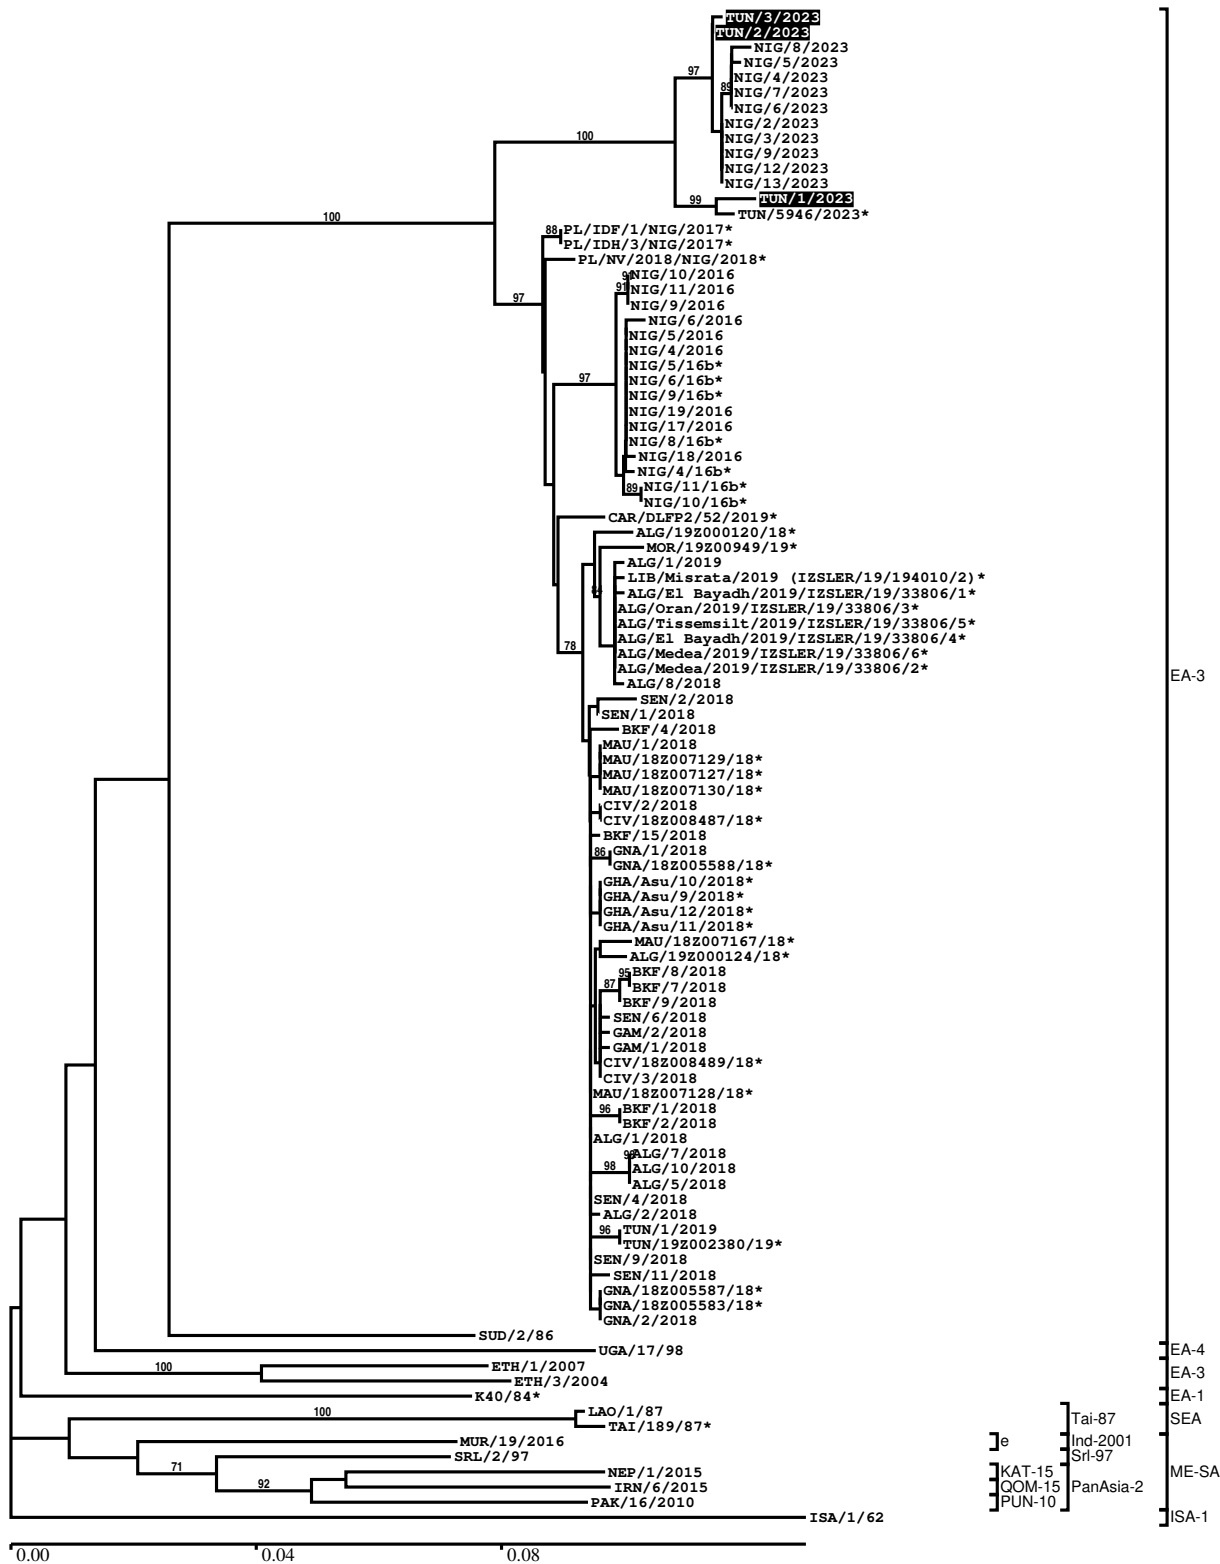 TUN/3/2023
TUN/2/2023
NIG/8/2023
NIG/5/2023
97
NIG/4/2023
89
NIG/7/2023
NIG/6/2023
NIG/2/2023
100
NIG/3/2023
NIG/9/2023
NIG/12/2023
NIG/13/2023
99
TUN/1/2023
TUN/5946/2023*
100
88
PL/IDF/1/NIG/2017*
PL/IDH/3/NIG/2017*
PL/NV/2018/NIG/2018*
NIG/10/2016
91
NIG/11/2016
97
NIG/9/2016
NIG/6/2016
NIG/5/2016
NIG/4/2016
NIG/5/16b*
97
NIG/6/16b*
NIG/9/16b*
NIG/19/2016
NIG/17/2016
NIG/8/16b*
NIG/18/2016
NIG/4/16b*
89
NIG/11/16b*
NIG/10/16b*
CAR/DLFP2/52/2019*
ALG/19Z000120/18*
MOR/19Z00949/19*
ALG/1/2019
LIB/Misrata/2019 (IZSLER/19/194010/2)*
ALG/El Bayadh/2019/IZSLER/19/33806/1*
ALG/Oran/2019/IZSLER/19/33806/3*
ALG/Tissemsilt/2019/IZSLER/19/33806/5*
ALG/El Bayadh/2019/IZSLER/19/33806/4*
78
ALG/Medea/2019/IZSLER/19/33806/6*
ALG/Medea/2019/IZSLER/19/33806/2*
EA-3
ALG/8/2018
SEN/2/2018
SEN/1/2018
BKF/4/2018
MAU/1/2018
MAU/18Z007129/18*
MAU/18Z007127/18*
MAU/18Z007130/18*
CIV/2/2018
CIV/18Z008487/18*
BKF/15/2018
86
GNA/1/2018
GNA/18Z005588/18*
GHA/Asu/10/2018*
GHA/Asu/9/2018*
GHA/Asu/12/2018*
GHA/Asu/11/2018*
MAU/18Z007167/18*
ALG/19Z000124/18*
95
BKF/8/2018
87
BKF/7/2018
BKF/9/2018
SEN/6/2018
GAM/2/2018
GAM/1/2018
CIV/18Z008489/18*
CIV/3/2018
MAU/18Z007128/18*
96
BKF/1/2018
BKF/2/2018
ALG/1/2018
ALG/7/2018
98
ALG/10/2018
ALG/5/2018
SEN/4/2018
ALG/2/2018
96
TUN/1/2019
TUN/19Z002380/19*
SEN/9/2018
SEN/11/2018
GNA/18Z005587/18*
GNA/18Z005583/18*
GNA/2/2018
SUD/2/86
UGA/17/98
EA-4
100
ETH/1/2007
EA-3
ETH/3/2004
K40/84*
EA-1
100
LAO/1/87
Tai-87
SEA
TAI/189/87*
MUR/19/2016
e
Ind-2001
SRL/2/97
Srl-97
71
NEP/1/2015
KAT-15
ME-SA
92
IRN/6/2015
QOM-15
PanAsia-2
PAK/16/2010
PUN-10
ISA/1/62
ISA-1
0.00
0.04
0.08